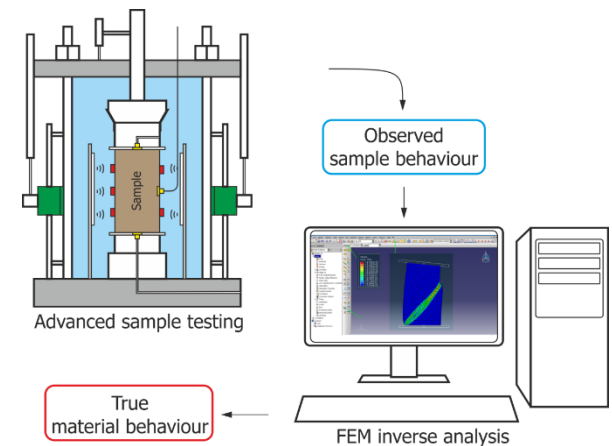 Sample
Advanced sample testing
Observed
sample behaviour
FEM inverse analysis
True
material behaviour